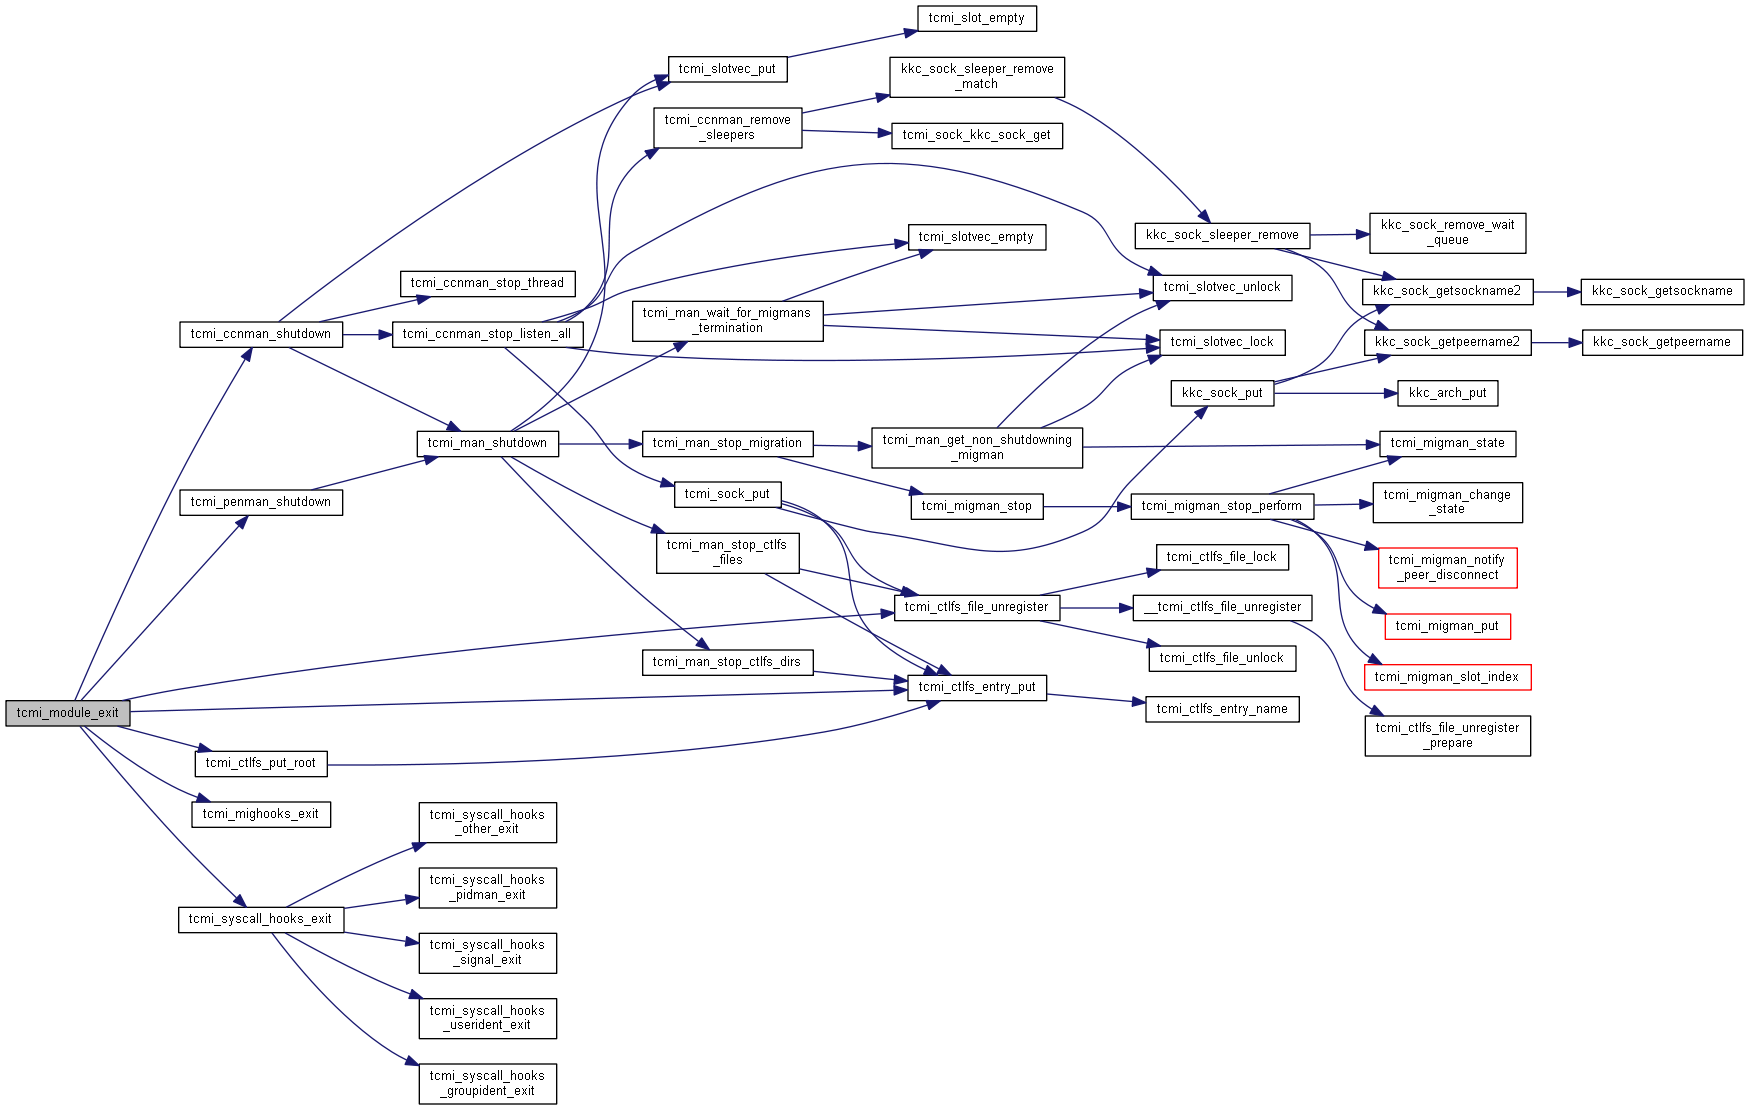 tcmi_slot_empty
tcmi_slotvec_put
kkc_sock_sleeper_remove
_match
tcmi_ccnman_remove
_sleepers
tcmi_sock_kkc_sock_get
tcmi_slotvec_empty
kkc_sock_sleeper_remove
kkc_sock_remove_wait
_queue
tcmi_ccnman_stop_thread
tcmi_slotvec_unlock
kkc_sock_getsockname2
kkc_sock_getsockname
tcmi_ccnman_shutdown
tcmi_ccnman_stop_listen_all
tcmi_man_wait_for_migmans
_termination
tcmi_slotvec_lock
kkc_sock_getpeername2
kkc_sock_getpeername
kkc_sock_put
kkc_arch_put
tcmi_man_shutdown
tcmi_man_stop_migration
tcmi_man_get_non_shutdowning
_migman
tcmi_migman_state
tcmi_penman_shutdown
tcmi_sock_put
tcmi_migman_stop
tcmi_migman_stop_perform
tcmi_migman_change
_state
tcmi_man_stop_ctlfs
_files
tcmi_ctlfs_file_lock
tcmi_migman_notify
_peer_disconnect
tcmi_ctlfs_file_unregister
__tcmi_ctlfs_file_unregister
tcmi_migman_put
tcmi_man_stop_ctlfs_dirs
tcmi_ctlfs_file_unlock
tcmi_migman_slot_index
tcmi_ctlfs_entry_put
tcmi_ctlfs_entry_name
tcmi_module_exit
tcmi_ctlfs_file_unregister
_prepare
tcmi_ctlfs_put_root
tcmi_mighooks_exit
tcmi_syscall_hooks
_other_exit
tcmi_syscall_hooks
_pidman_exit
tcmi_syscall_hooks_exit
tcmi_syscall_hooks
_signal_exit
tcmi_syscall_hooks
_userident_exit
tcmi_syscall_hooks
_groupident_exit